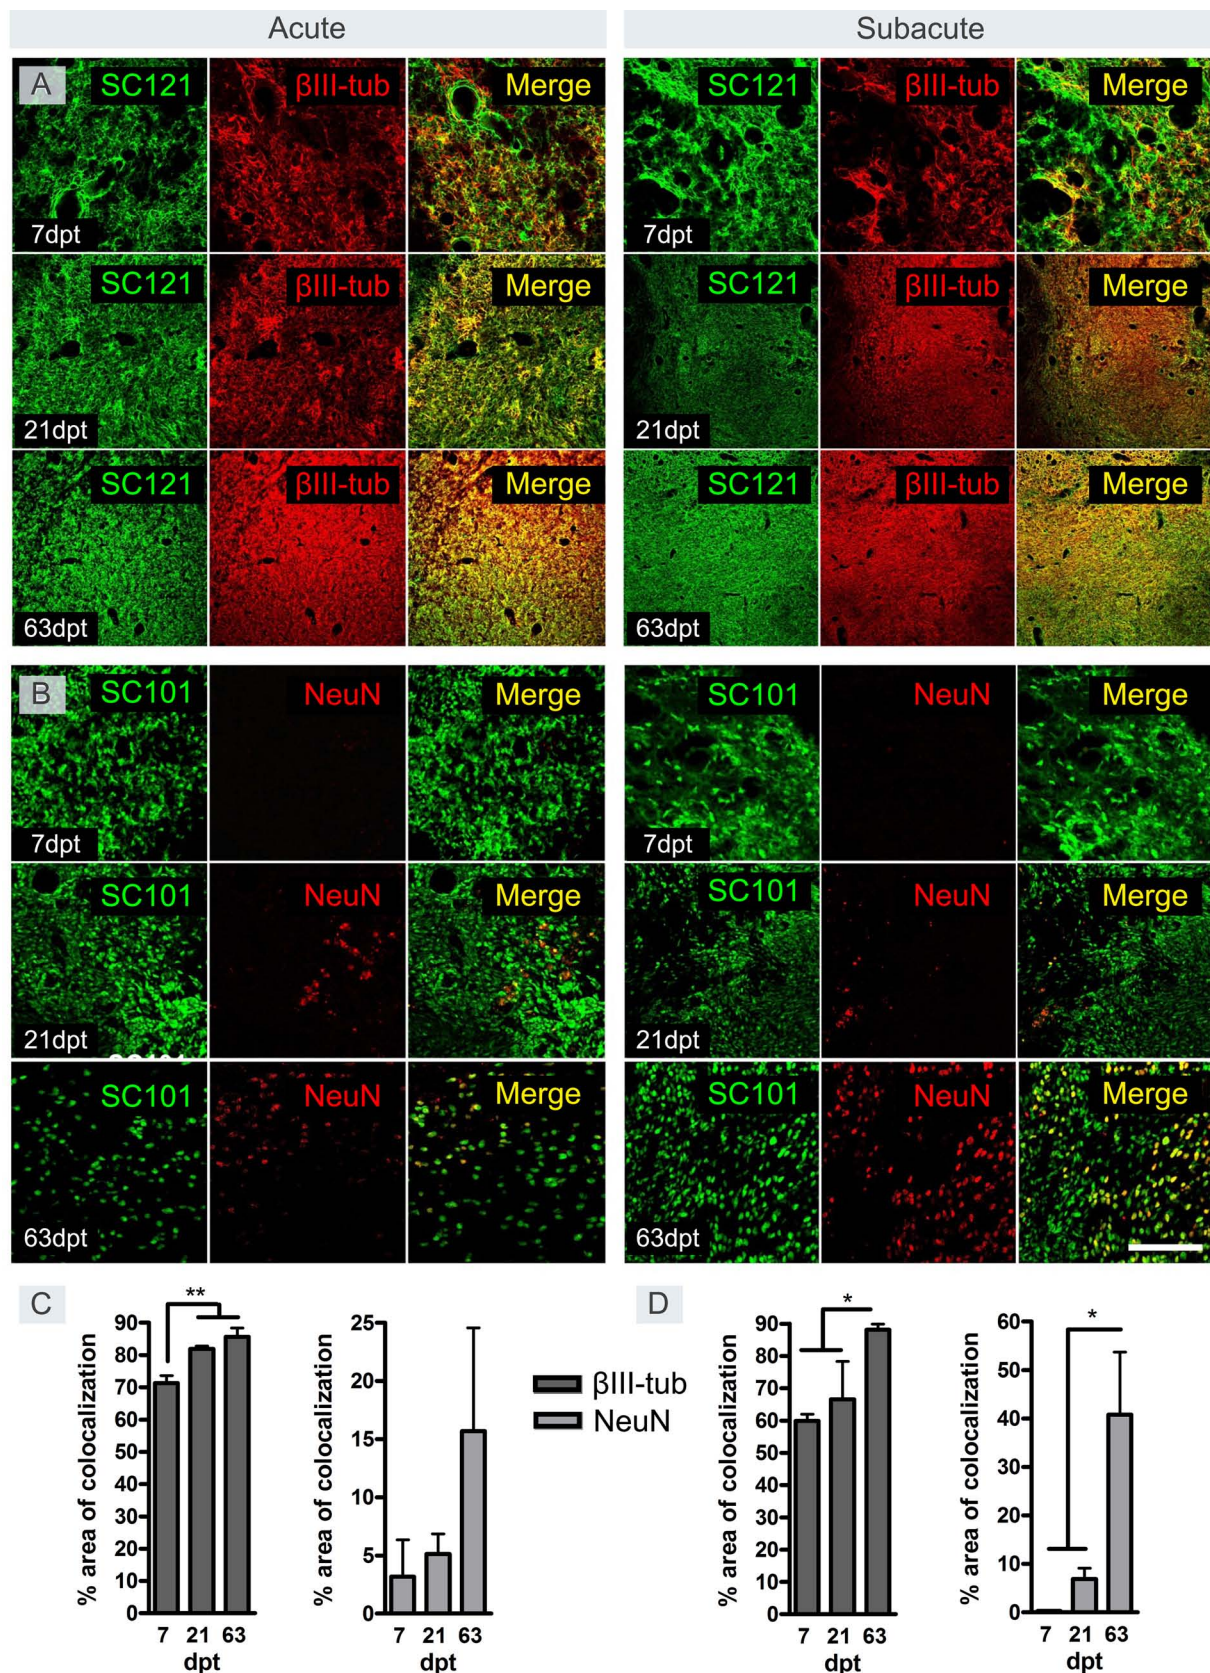 Acute
Subacute
A
SC121 βIII-tub Merge
7dpt
SC121 βIII-tub Merge
7dpt
SC121 βIII-tub Merge
21dpt
SC121 βIII-tub Merge
21dpt
SC121 βIII-tub Merge
63dpt
SC121 βIII-tub Merge
63dpt
B
SC101 NeuN Merge
7dpt
SC101 NeuN Merge
7dpt
SC101 NeuN Merge
21dpt
SC101 NeuN Merge
21dpt
SC101 NeuN Merge
63dpt
SC101 NeuN Merge
63dpt
C
**
% area of colocalization
90
80
70
60
50
40
30
20
10
0
7 21 63
dpt
% area of colocalization
25
20
15
10
5
0
7 21 63
dpt
βIII-tub
NeuN
D
*
% area of colocalization
90
80
70
60
50
40
30
20
10
0
7 21 63
dpt
*
% area of colocalization
60
50
40
30
20
10
0
7 21 63
dpt